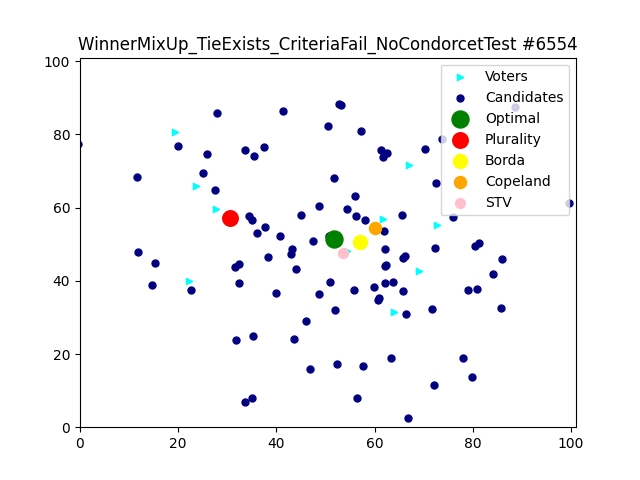 WinnerMixUp_TieExists_CriteriaFail_NoCondorcetTest #6554
100
80
60
40
20
0
0 20 40 60 80 100
Voters
Candidates
Optimal
Plurality
Borda
Copeland
STV